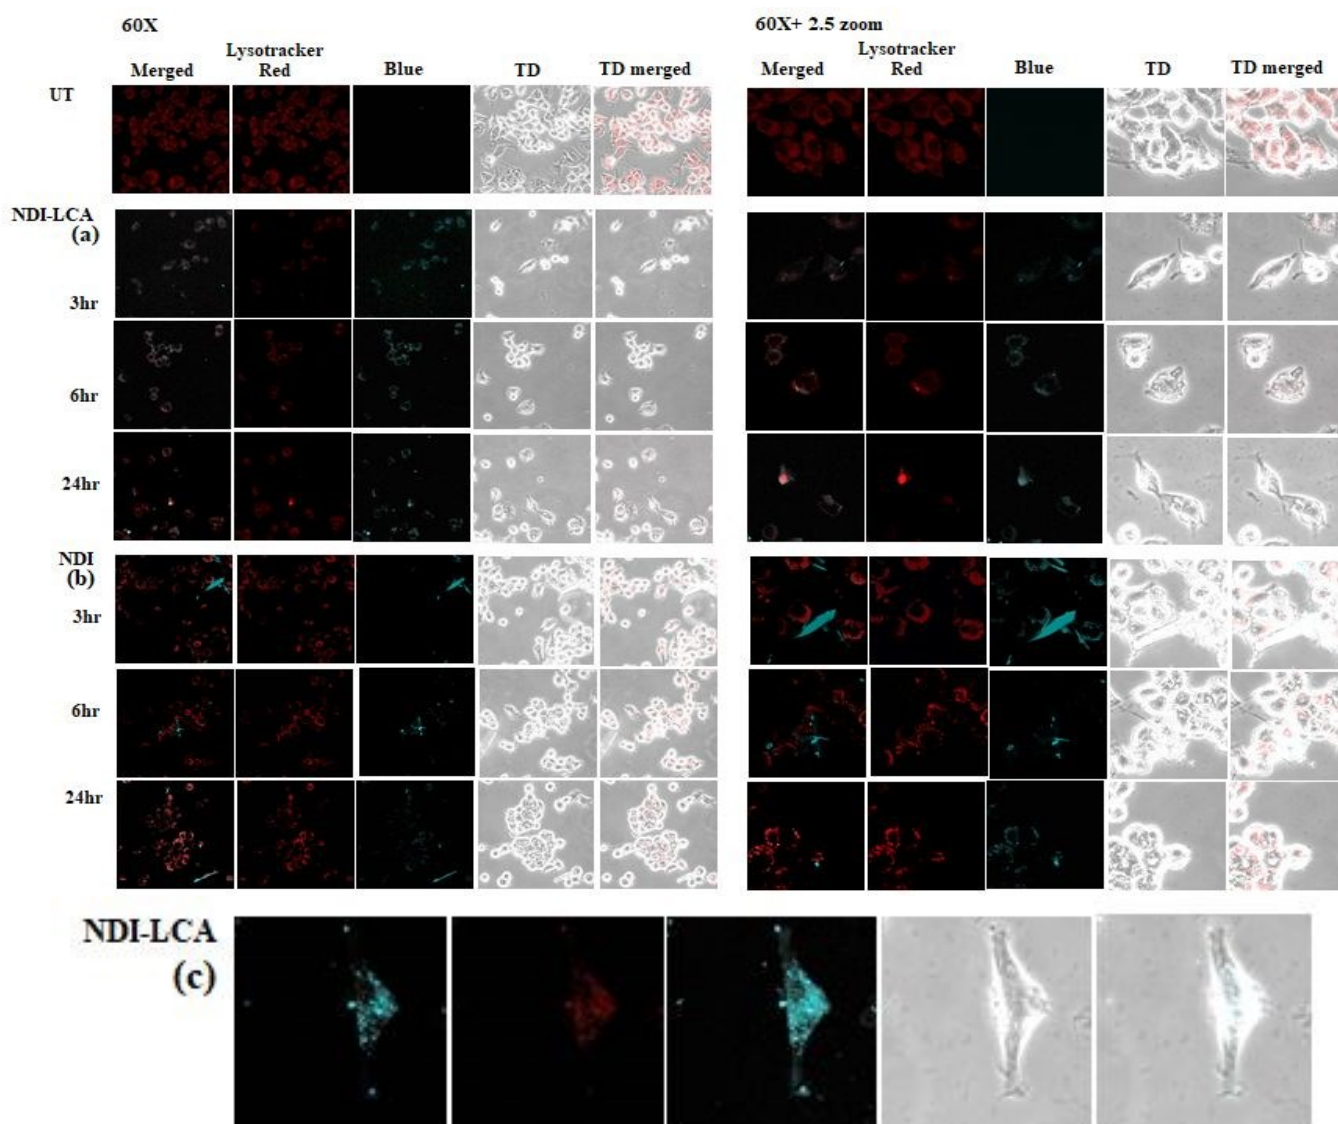 60X
60X+ 2.5 zoom
Merged Lysotracker Red Blue TD TD merged
Merged Lysotracker Red Blue TD TD merged
UT
NDI-LCA
(a)
3hr
6hr
24hr
NDI
(b)
3hr
6hr
24hr
NDI-LCA
(c)